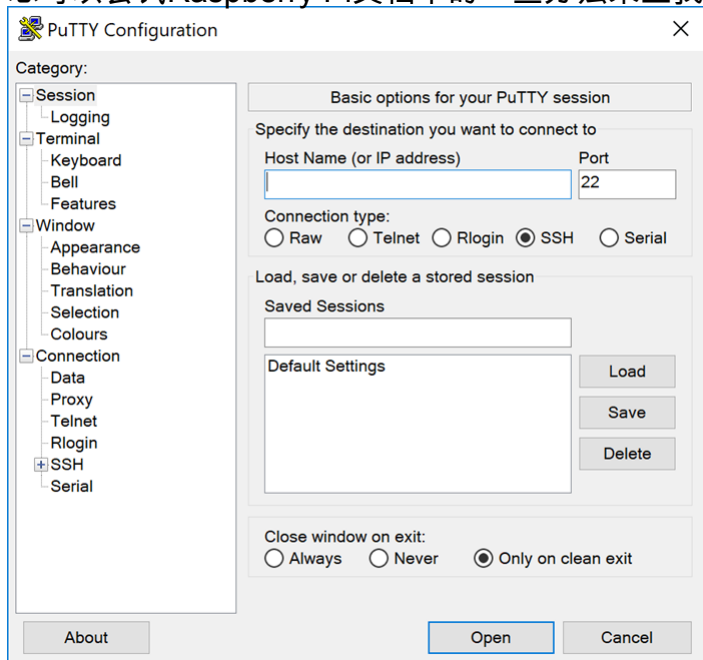 PuTTY Configuration
Category:
Session
Logging
Terminal
Keyboard
Bell
Features
Window
Appearance
Behaviour
Translation
Selection
Colours
Connection
Data
Proxy
Telnet
Rlogin
SSH
Serial
Basic options for your PuTTY session
Specify the destination you want to connect to
Host Name (or IP address) Port
22
Connection type:
Raw Telnet Rlogin SSH Serial
Load, save or delete a stored session
Saved Sessions
Default Settings
Load
Save
Delete
Close window on exit:
Always Never Only on clean exit
About Open Cancel